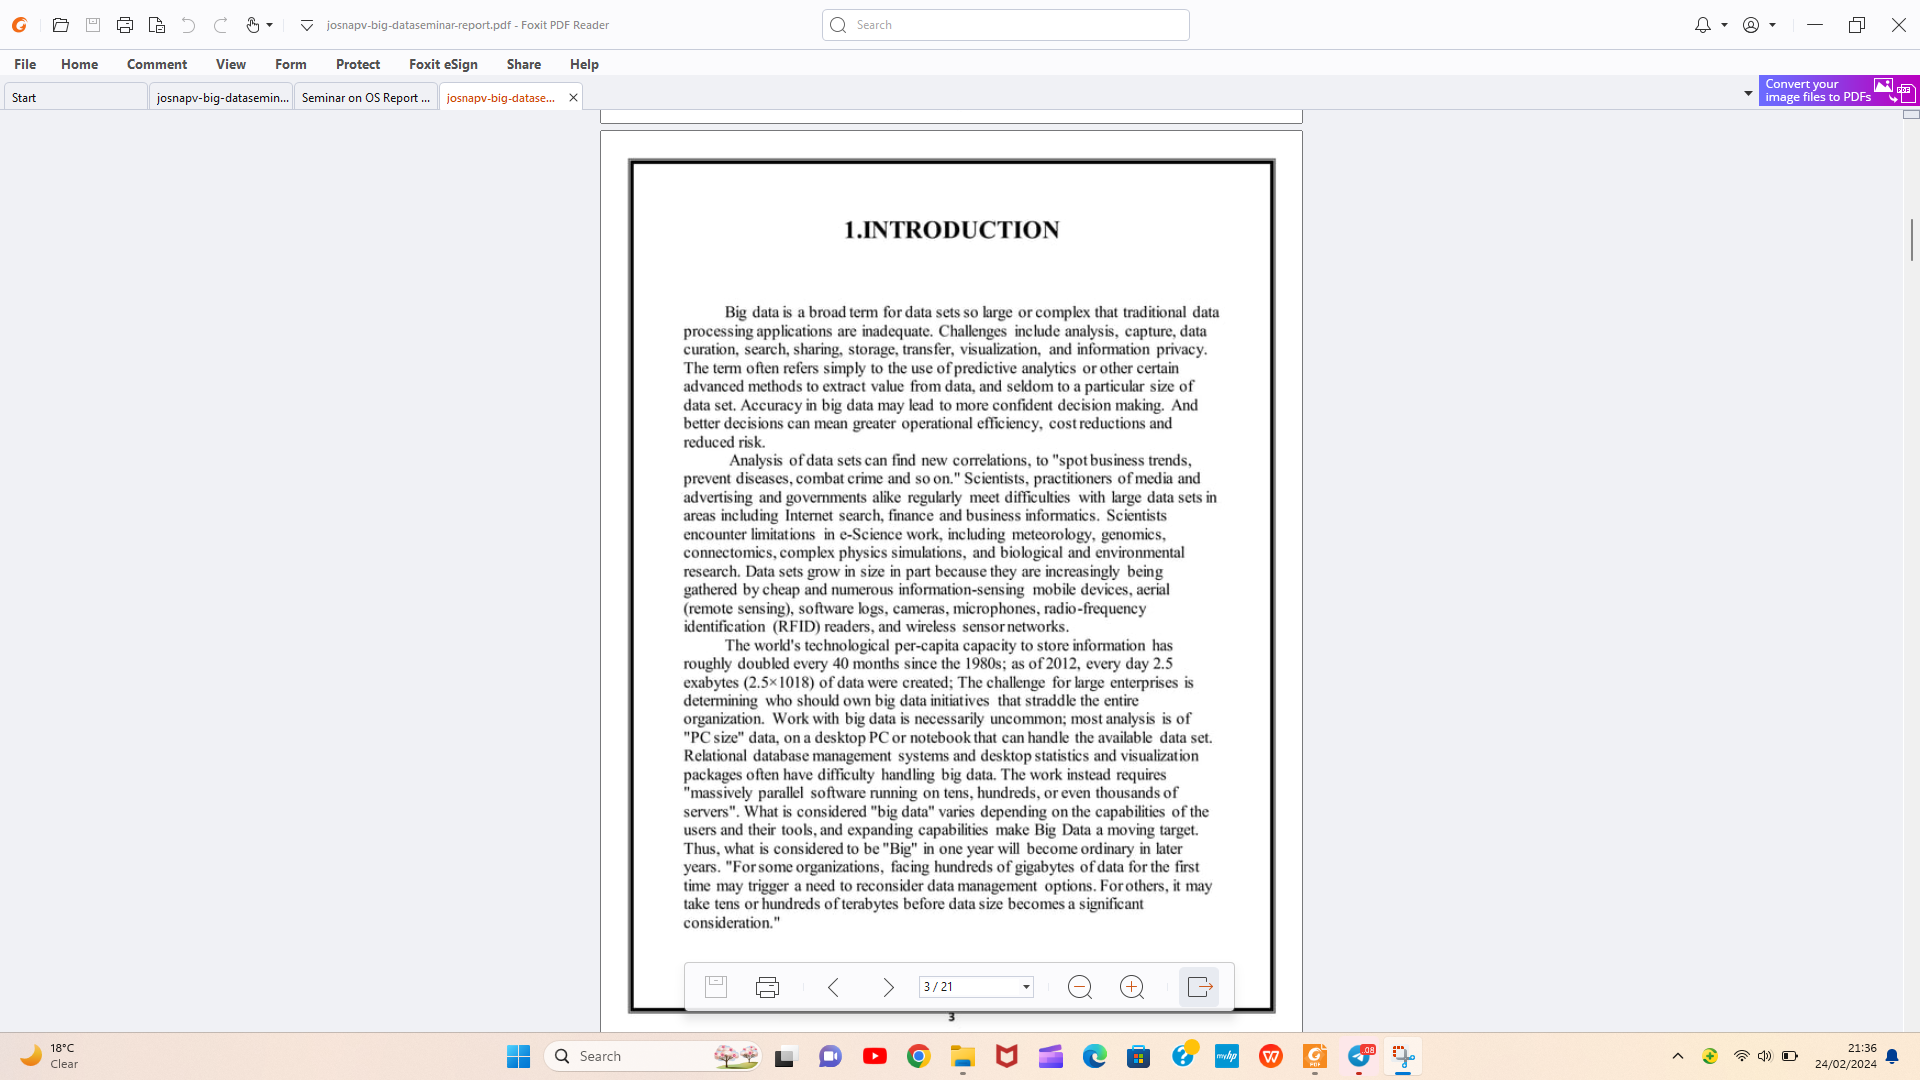 josnapv-big-dataseminar-report.pdf - Foxit PDF Reader
Search
File Home Comment View Form Protect Foxit eSign Share Help
Start
josnapv-big-datasemin...
Seminar on OS Report ...
josnapv-big-datase...
Convert your
image files to PDFs
1.INTRODUCTION
Big data is a broad term for data sets so large or complex that traditional data
processing applications are inadequate. Challenges include analysis, capture, data
curation, search, sharing, storage, transfer, visualization, and information privacy.
The term often refers simply to the use of predictive analytics or other certain
advanced methods to extract value from data, and seldom to a particular size of
data set. Accuracy in big data may lead to more confident decision making. And
better decisions can mean greater operational efficiency, cost reductions and
reduced risk.
Analysis of data sets can find new correlations, to "spot business trends,
prevent diseases, combat crime and so on." Scientists, practitioners of media and
advertising and governments alike regularly meet difficulties with large data sets in
areas including Internet search, finance and business informatics. Scientists
encounter limitations in e-Science work, including meteorology, genomics,
connectomics, complex physics simulations, and biological and environmental
research. Data sets grow in size in part because they are increasingly being
gathered by cheap and numerous information-sensing mobile devices, aerial
(remote sensing), software logs, cameras, microphones, radio-frequency
identification (RFID) readers, and wireless sensor networks.
The world's technological per-capita capacity to store information has
roughly doubled every 40 months since the 1980s; as of 2012, every day 2.5
exabytes (2.5×1018) of data were created; The challenge for large enterprises is
determining who should own big data initiatives that straddle the entire
organization. Work with big data is necessarily uncommon; most analysis is of
"PC size" data, on a desktop PC or notebook that can handle the available data set.
Relational database management systems and desktop statistics and visualization
packages often have difficulty handling big data. The work instead requires
"massively parallel software running on tens, hundreds, or even thousands of
servers". What is considered "big data" varies depending on the capabilities of the
users and their tools, and expanding capabilities make Big Data a moving target.
Thus, what is considered to be "Big" in one year will become ordinary in later
years. "For some organizations, facing hundreds of gigabytes of data for the first
time may trigger a need to reconsider data management options. For others, it may
take tens or hundreds of terabytes before data size becomes a significant
consideration."
3 / 21
3
18°C
Clear
Search
21:36
24/02/2024